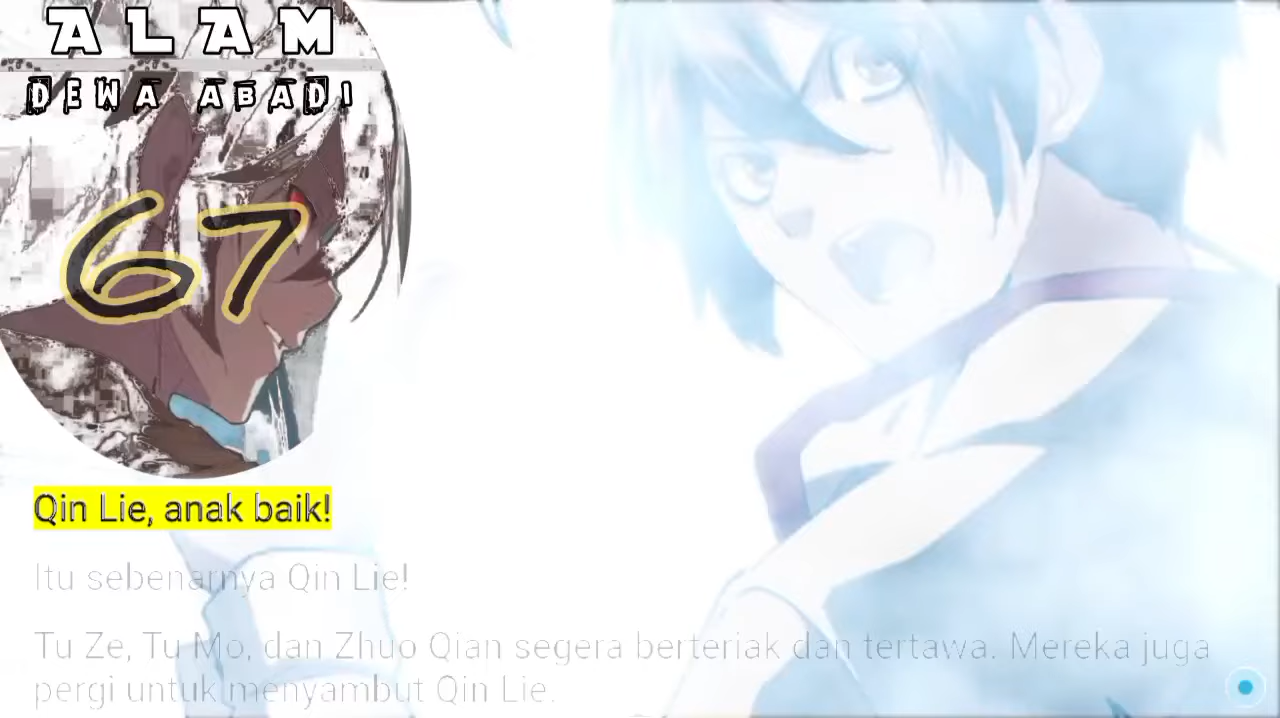 ALAM
DEWA ABADI
67
Qin Lie, anak baik!
Itu sebenarnya Qin Lie!
Tu Ze, Tu Mo, dan Zhuo Qian segera berteriak dan tertawa. Mereka juga
pergi untuk menyambut Qin Lie.